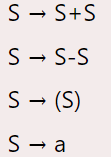 S → S+S
S → S-S
S → (S)
S → a